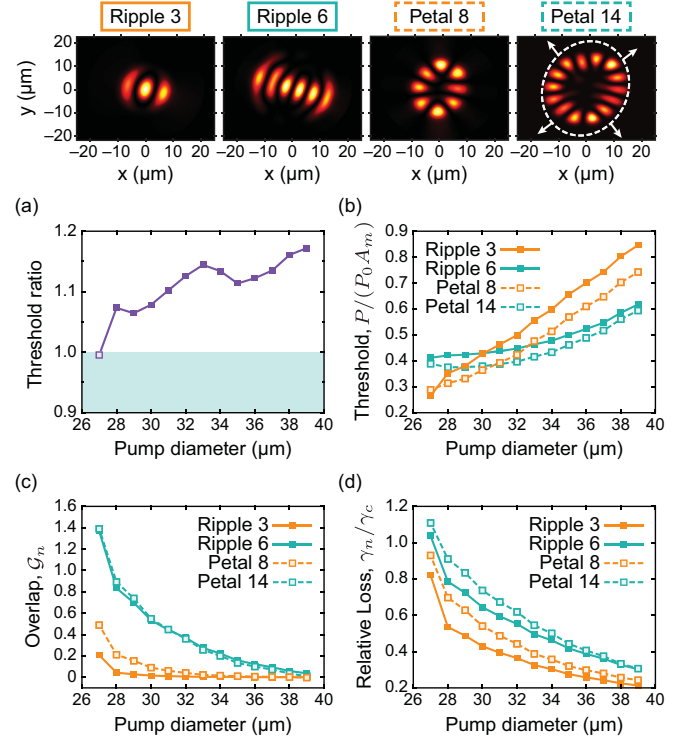 Ripple 3 Ripple 6 Petal 8 Petal 14
y (µm)
20
10
0
−10
−20
−20 −10 0 10 20 −20 −10 0 10 20 −20 −10 0 10 20 −20 −10 0 10 20
x (µm) x (µm) x (µm) x (µm)
(a)
Threshold ratio
1.2
1.1
1.0
0.9
26 28 30 32 34 36 38 40
Pump diameter (µm)
(b)
Threshold, P/(P₀Aₘ)
0.9
0.8
0.7
0.6
0.5
0.4
0.3
0.2
Ripple 3
Ripple 6
Petal 8
Petal 14
26 28 30 32 34 36 38 40
Pump diameter (µm)
(c)
Overlap, 𝒢ₙ
1.6
1.4
1.2
1.0
0.8
0.6
0.4
0.2
0
Ripple 3
Ripple 6
Petal 8
Petal 14
26 28 30 32 34 36 38 40
Pump diameter (µm)
(d)
Relative Loss, γₙ/γ_c
1.2
1.0
0.8
0.6
0.4
0.2
Ripple 3
Ripple 6
Petal 8
Petal 14
26 28 30 32 34 36 38 40
Pump diameter (µm)